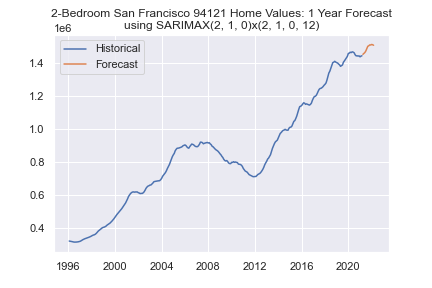 2-Bedroom San Francisco 94121 Home Values: 1 Year Forecast
using SARIMAX(2, 1, 0)x(2, 1, 0, 12)
1e6
Historical
Forecast
1.4
1.2
1.0
0.8
0.6
0.4
1996 2000 2004 2008 2012 2016 2020